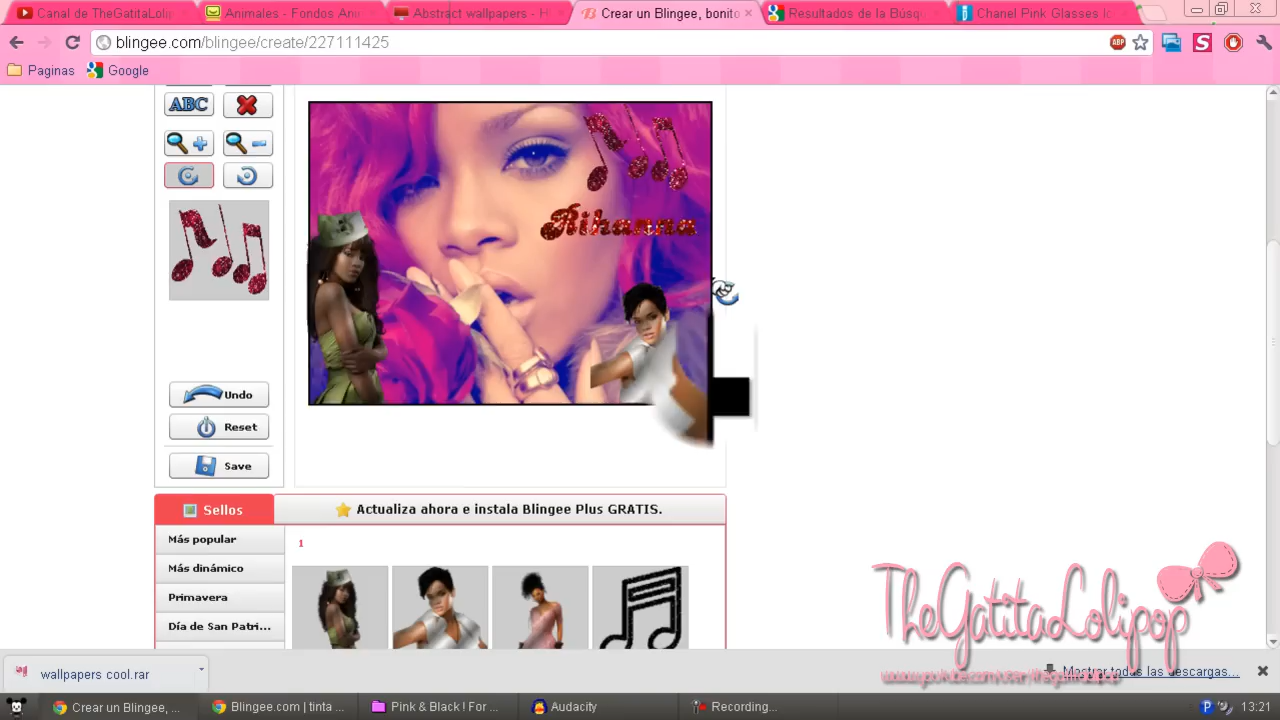 Canal de TheGatitaLolip
Animales - Fondos Ani
Abstract wallpapers - H
Crear un Blingee, bonito
Resultados de la Búsq
Chanel Pink Glasses Ic
blingee.com/blingee/create/227111425
ABP
S
Paginas
Google
ABC
Rihanna
Undo
Reset
Save
Sellos
Actualiza ahora e instala Blingee Plus GRATIS.
Más popular
1
Más dinámico
Primavera
Día de San Patri...
TheGatitaLolipop
wallpapers cool.rar
Mostrar todas las descargas...
Crear un Blingee, ...
Blingee.com | tinta ...
Pink & Black ! For ...
Audacity
Recording...
13:21